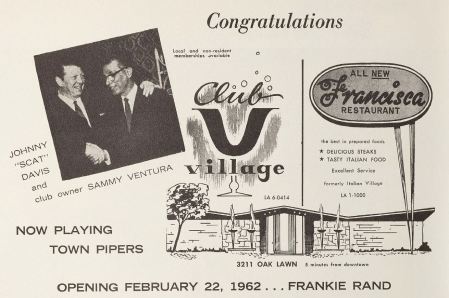 Congratulations
Local and non-resident
memberships available
Club
V
village
LA 6-0414
ALL NEW
Francisca
RESTAURANT
the best in prepared foods
★ DELICIOUS STEAKS
★ TASTY ITALIAN FOOD
Excellent Service
formerly Italian Village
LA 1-1000
JOHNNY
"SCAT"
DAVIS
and
club owner SAMMY VENTURA
NOW PLAYING
TOWN PIPERS
3211 OAK LAWN 5 minutes from downtown
OPENING FEBRUARY 22, 1962 . . . FRANKIE RAND